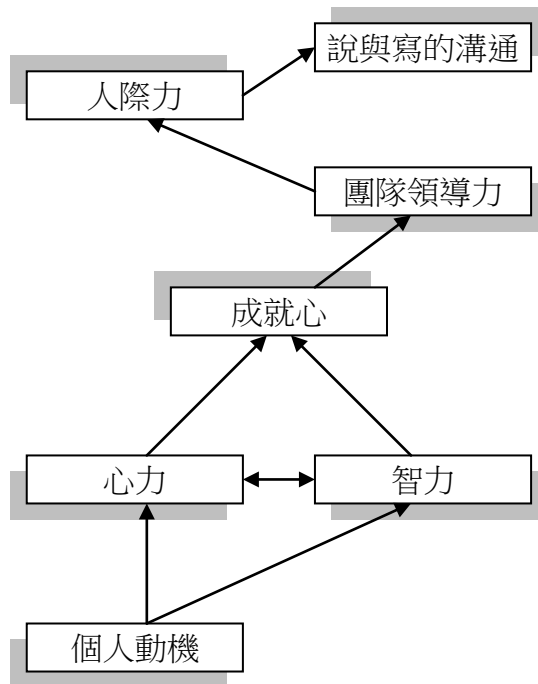 說與寫的溝通
人際力
團隊領導力
成就心
心力
智力
個人動機